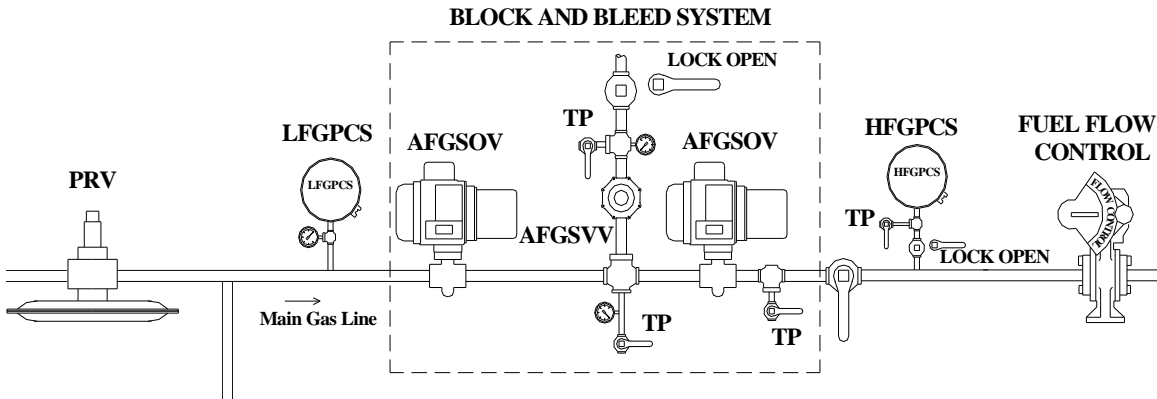 BLOCK AND BLEED SYSTEM
LOCK OPEN
TP
LFGPCS
AFGSOV
AFGSOV
HFGPCS
FUEL FLOW
CONTROL
PRV
LFGPCS
HFGPCS
FLOW CONTROL
TP
AFGSVV
LOCK OPEN
Main Gas Line
TP
TP